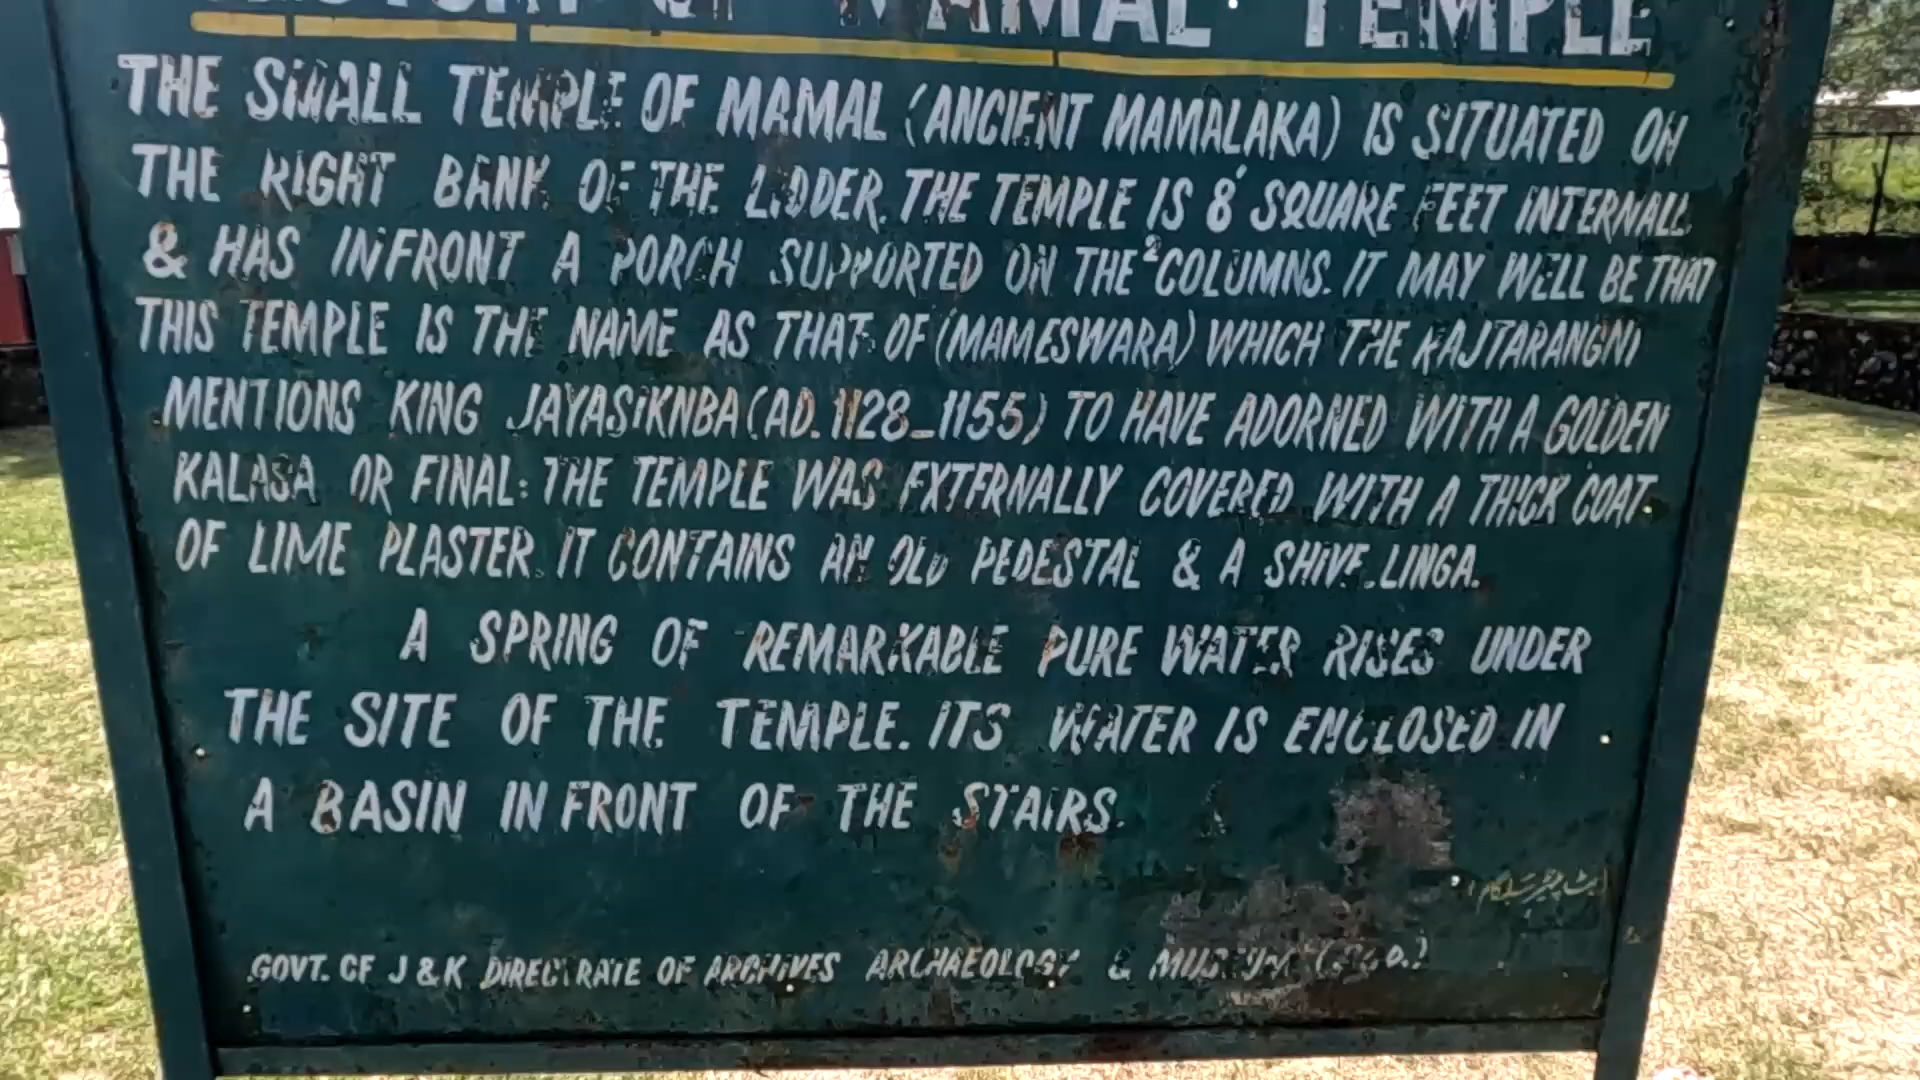 HISTORY OF MAMAL TEMPLE
THE SMALL TEMPLE OF MAMAL (ANCIENT MAMALAKA) IS SITUATED ON
THE RIGHT BANK OF THE LIDDER. THE TEMPLE IS 8' SQUARE FEET INTERNALL
& HAS INFRONT A PORCH SUPPORTED ON THE 2 COLUMNS. IT MAY WELL BE THAT
THIS TEMPLE IS THE NAME AS THAT OF (MAMESWARA) WHICH THE RAJTARANGNI
MENTIONS KING JAYASIKNBA (AD. 1128_1155) TO HAVE ADORNED WITH A GOLDEN
KALASA OR FINAL: THE TEMPLE WAS EXTERNALLY COVERED WITH A THICK COAT
OF LIME PLASTER. IT CONTAINS AN OLD PEDESTAL & A SHIVE.LINGA.
A SPRING OF REMARKABLE PURE WATER RISES UNDER
THE SITE OF THE TEMPLE. ITS WATER IS ENCLOSED IN
A BASIN IN FRONT OF THE STAIRS.
GOVT. OF J & K DIRECTRATE OF ARCHIVES ARCHAEOLOGY & MUSEUM